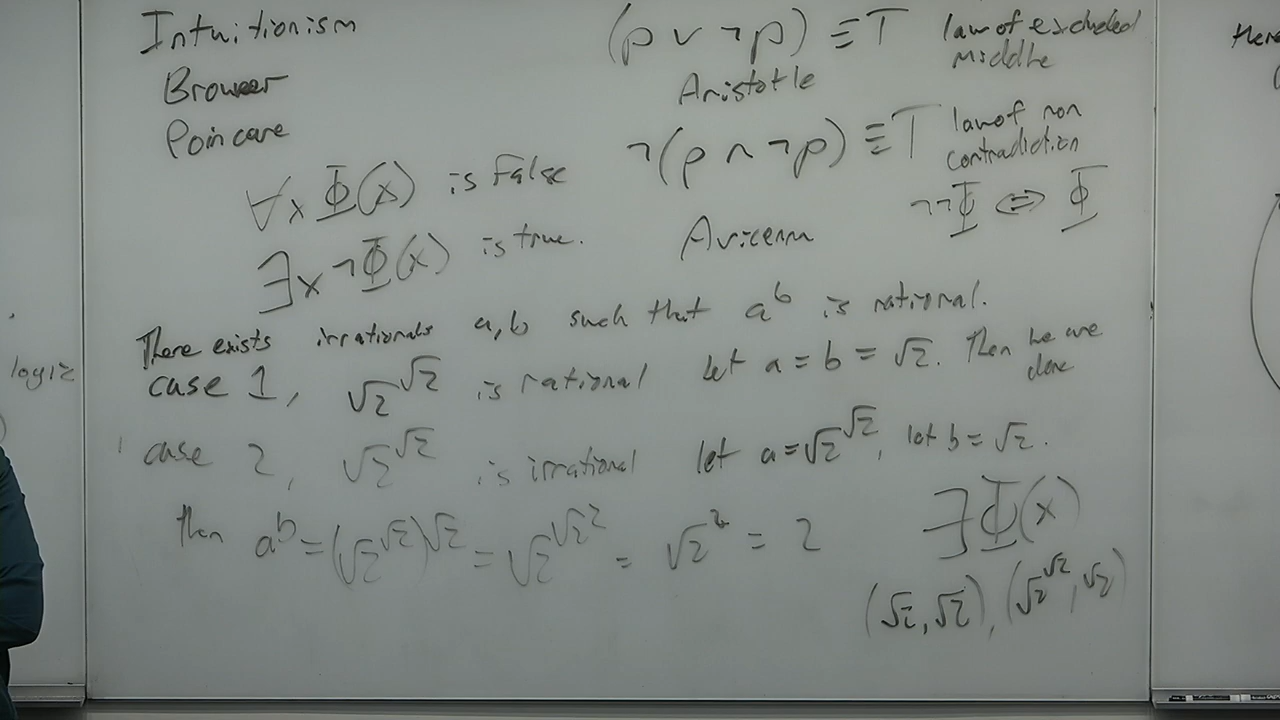 Intuitionism
Brouwer
Poincare
∀x Φ(x) is False
∃x ¬Φ(x) is true.
(p ∨ ¬p) ≡ T law of excluded middle
Aristotle
¬(p ∧ ¬p) ≡ T law of non contradiction
¬¬Φ ⇔ Φ
Avicenna
There exists irrationals a,b such that a^b is rational.
case 1, √2^√2 is rational let a = b = √2. Then we are done
case 2, √2^√2 is irrational let a = √2^√2, let b = √2.
then a^b = (√2^√2)^√2 = √2^√2^2 = √2^2 = 2
∃Φ(x)
(√2, √2), (√2^√2, √2)
logic